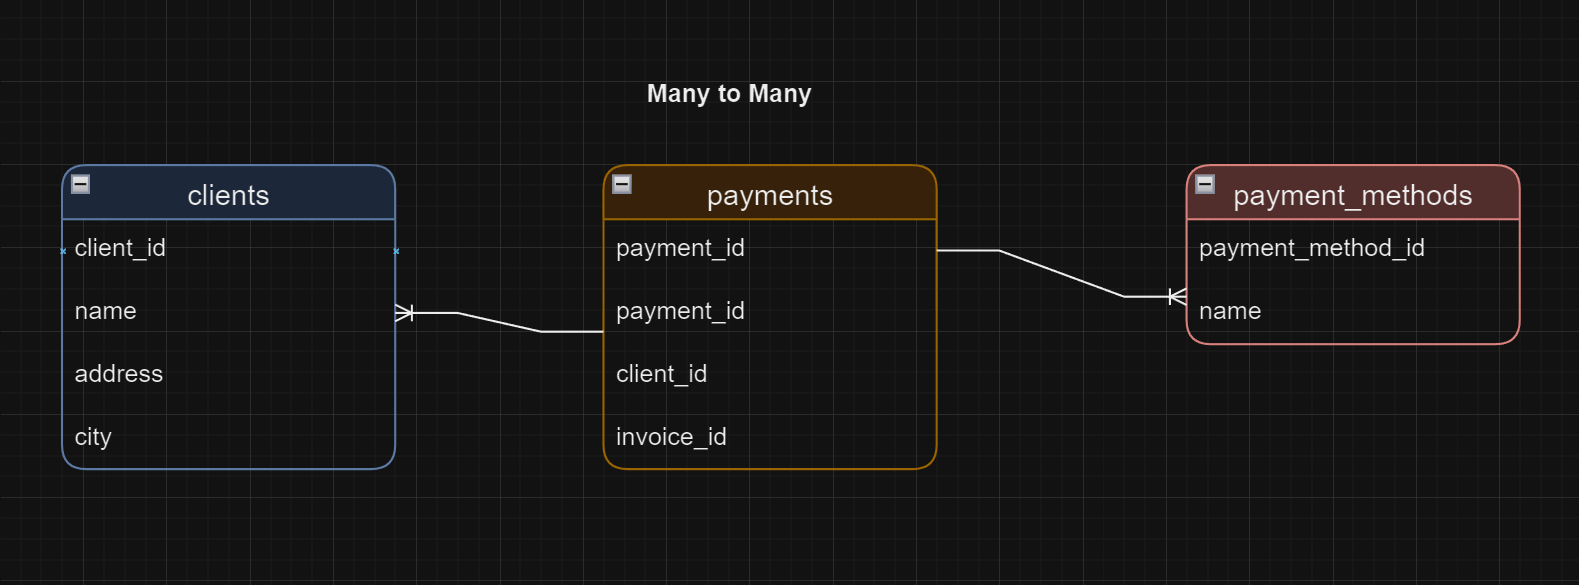 Many to Many
clients
client_id
name
address
city
payments
payment_id
payment_id
client_id
invoice_id
payment_methods
payment_method_id
name